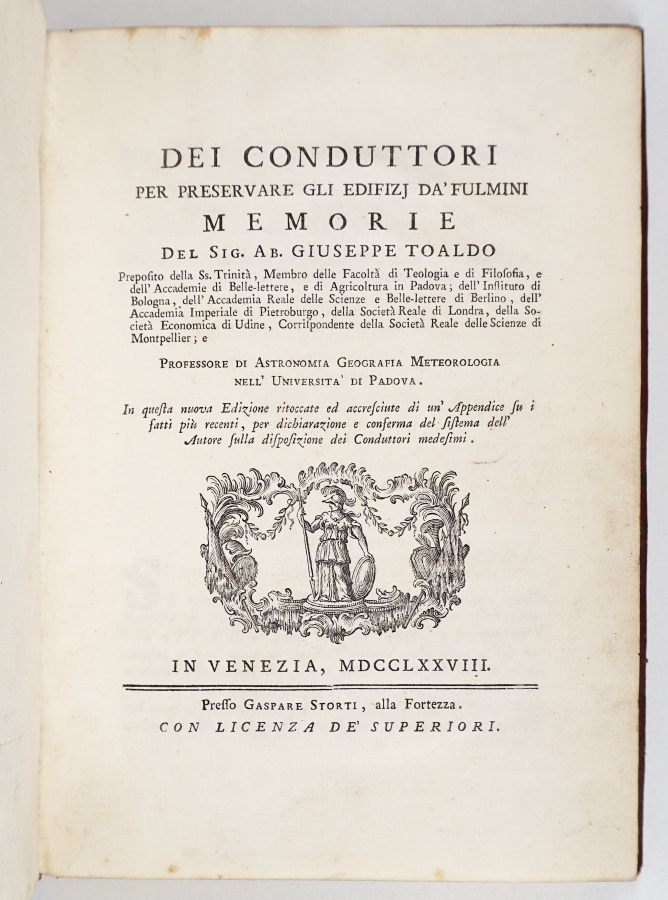 DEI CONDUTTORI
PER PRESERVARE GLI EDIFIZJ DA' FULMINI
MEMORIE
DEL SIG. AB. GIUSEPPE TOALDO
Prepoſito della Ss. Trinità, Membro delle Facoltà di Teologia e di Filoſofia, e
dell' Accademie di Belle-lettere, e di Agricoltura in Padova; dell' Inſtituto di
Bologna, dell' Accademia Reale delle Scienze e Belle-lettere di Berlino, dell'
Accademia Imperiale di Pietroburgo, della Società Reale di Londra, della So-
cietà Economica di Udine, Corriſpondente della Società Reale delle Scienze di
Montpellier; e
PROFESSORE DI ASTRONOMIA GEOGRAFIA METEOROLOGIA
NELL' UNIVERSITA' DI PADOVA.
In queſta nuova Edizione ritoccate ed accreſciute di un' Appendice ſu i
fatti più recenti, per dichiarazione e conferma del ſiſtema dell'
Autore ſulla diſpoſizione dei Conduttori medeſimi.
IN VENEZIA, MDCCLXXVIII.
Preſſo GASPARE STORTI, alla Fortezza.
CON LICENZA DE' SUPERIORI.